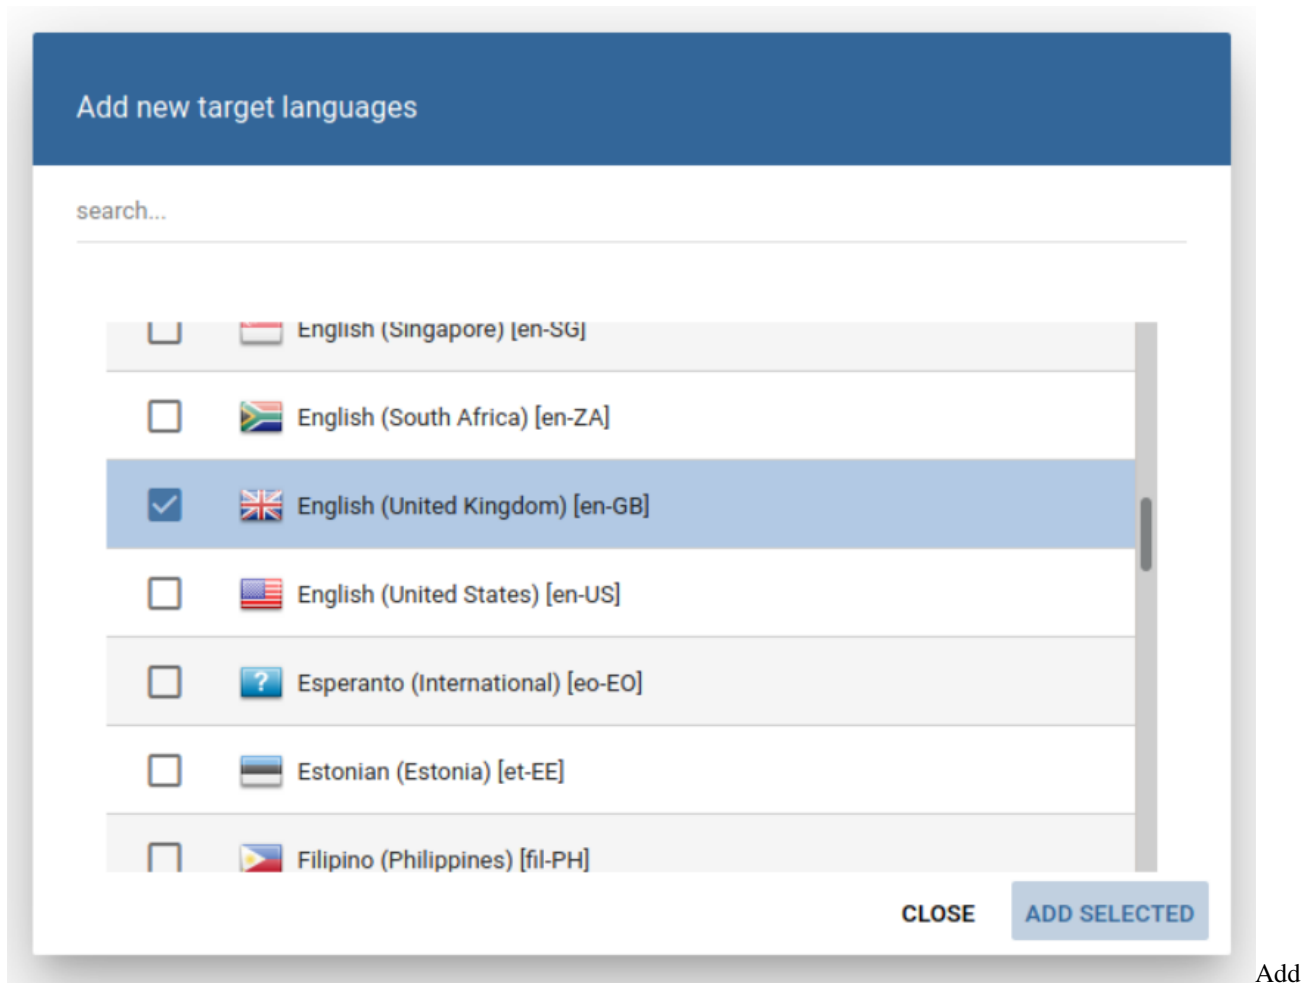 Add new target languages
search...
English (Singapore) [en-SG]
English (South Africa) [en-ZA]
English (United Kingdom) [en-GB]
English (United States) [en-US]
Esperanto (International) [eo-EO]
Estonian (Estonia) [et-EE]
Filipino (Philippines) [fil-PH]
CLOSE ADD SELECTED
Add